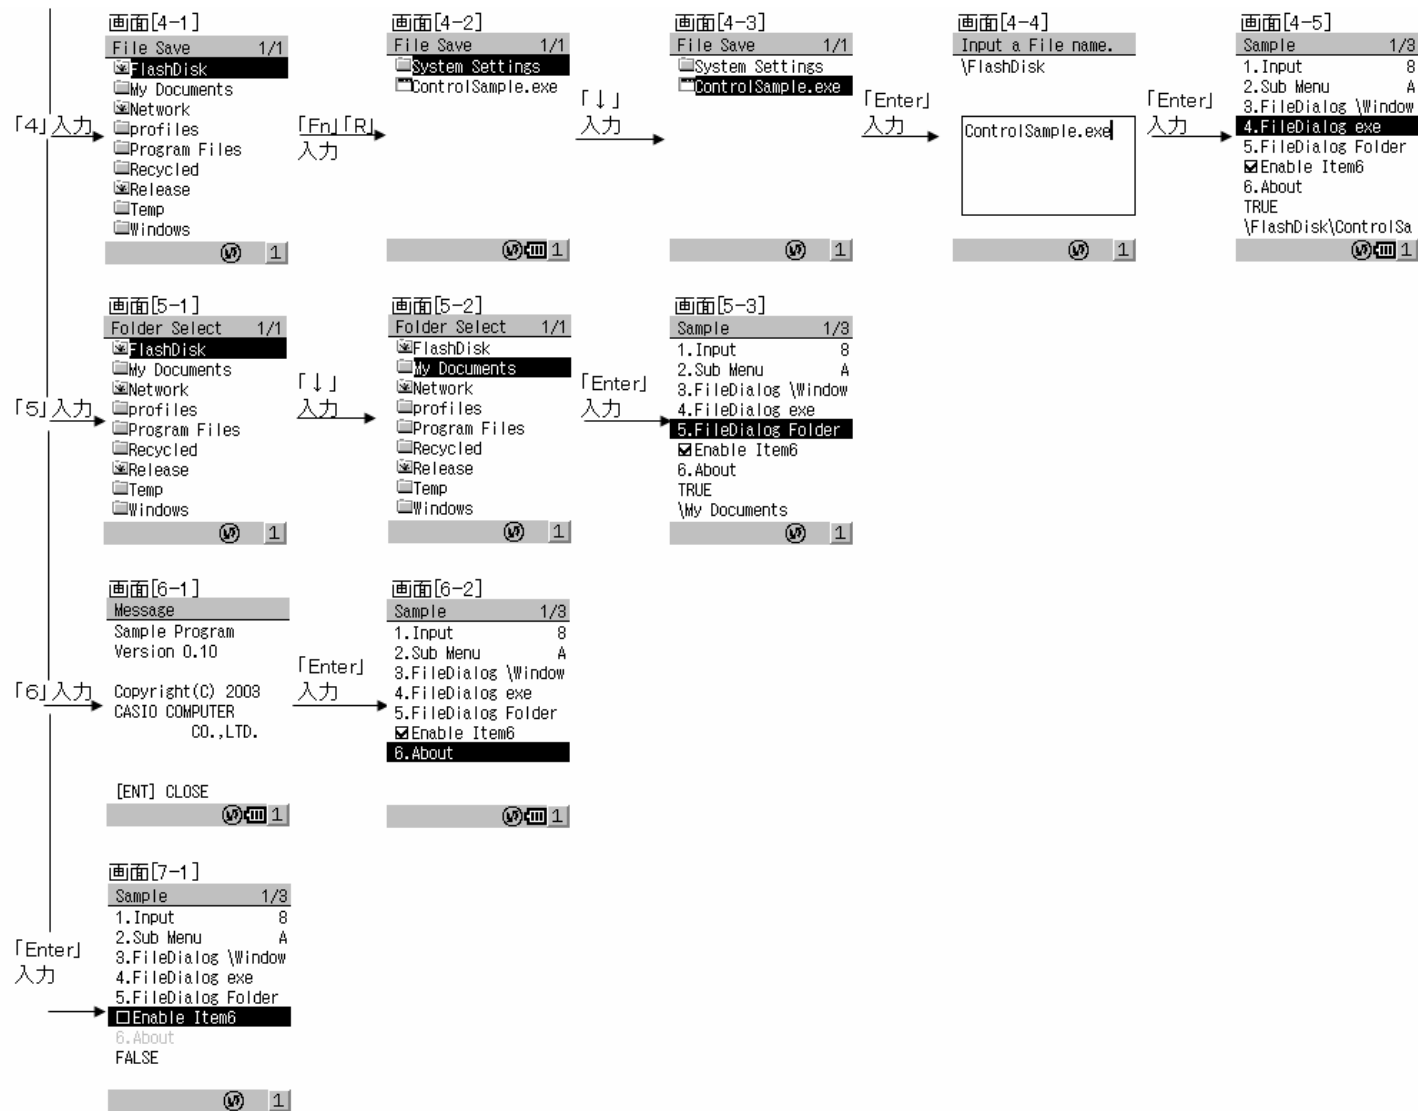 画面[4-1]
File Save 1/1
FlashDisk
My Documents
Network
profiles
Program Files
Recycled
Release
Temp
Windows
1
「4」入力
「Fn」「R」
入力
画面[4-2]
File Save 1/1
System Settings
ControlSample.exe
1
「↓」
入力
画面[4-3]
File Save 1/1
System Settings
ControlSample.exe
1
「Enter」
入力
画面[4-4]
Input a File name.
\FlashDisk
ControlSample.exe
1
「Enter」
入力
画面[4-5]
Sample 1/3
1.Input 8
2.Sub Menu A
3.FileDialog \Window
4.FileDialog exe
5.FileDialog Folder
Enable Item6
6.About
TRUE
\FlashDisk\ControlSa
1
「5」入力
画面[5-1]
Folder Select 1/1
FlashDisk
My Documents
Network
profiles
Program Files
Recycled
Release
Temp
Windows
1
「↓」
入力
画面[5-2]
Folder Select 1/1
FlashDisk
My Documents
Network
profiles
Program Files
Recycled
Release
Temp
Windows
1
「Enter」
入力
画面[5-3]
Sample 1/3
1.Input 8
2.Sub Menu A
3.FileDialog \Window
4.FileDialog exe
5.FileDialog Folder
Enable Item6
6.About
TRUE
\My Documents
1
「6」入力
画面[6-1]
Message
Sample Program
Version 0.10
Copyright(C) 2003
CASIO COMPUTER
CO.,LTD.
[ENT] CLOSE
1
「Enter」
入力
画面[6-2]
Sample 1/3
1.Input 8
2.Sub Menu A
3.FileDialog \Window
4.FileDialog exe
5.FileDialog Folder
Enable Item6
6.About
1
「Enter」
入力
画面[7-1]
Sample 1/3
1.Input 8
2.Sub Menu A
3.FileDialog \Window
4.FileDialog exe
5.FileDialog Folder
Enable Item6
6.About
FALSE
1